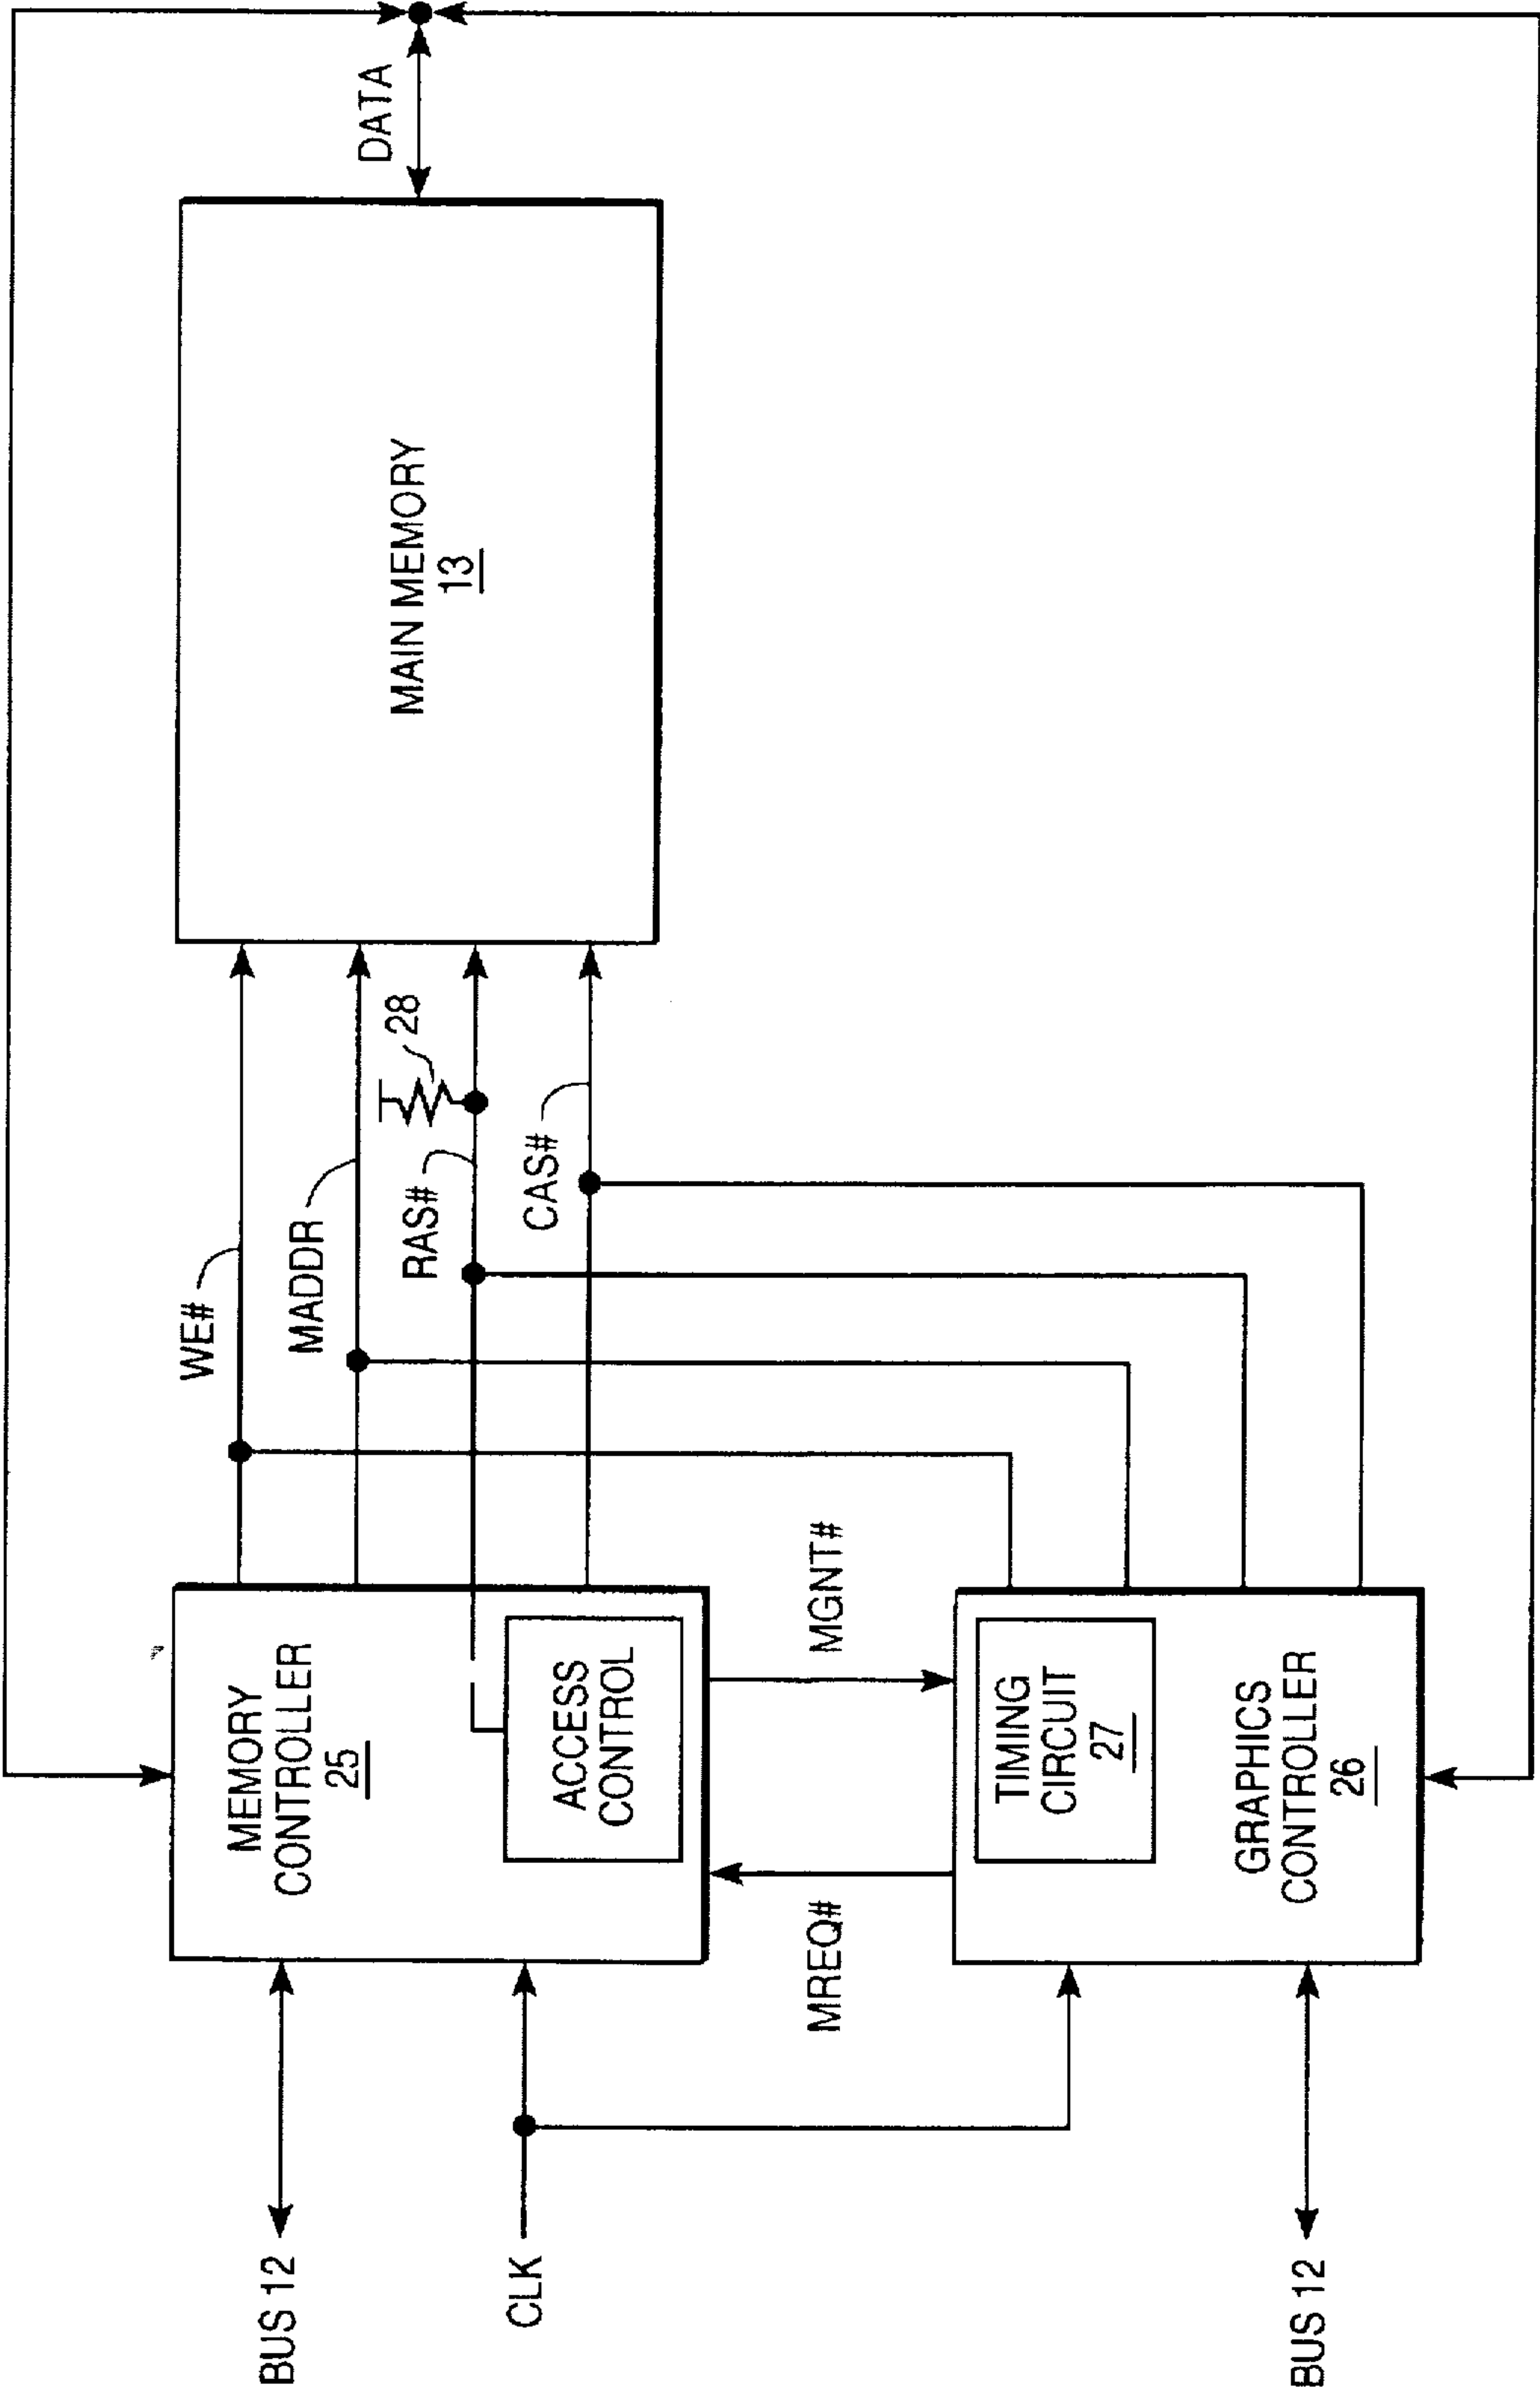 BUS 12
CLK
BUS 12
MEMORY
CONTROLLER
25
ACCESS
CONTROL
MREQ#
MGNT#
TIMING
CIRCUIT
27
GRAPHICS
CONTROLLER
26
WE#
MADDR
RAS#
CAS#
28
MAIN MEMORY
13
DATA